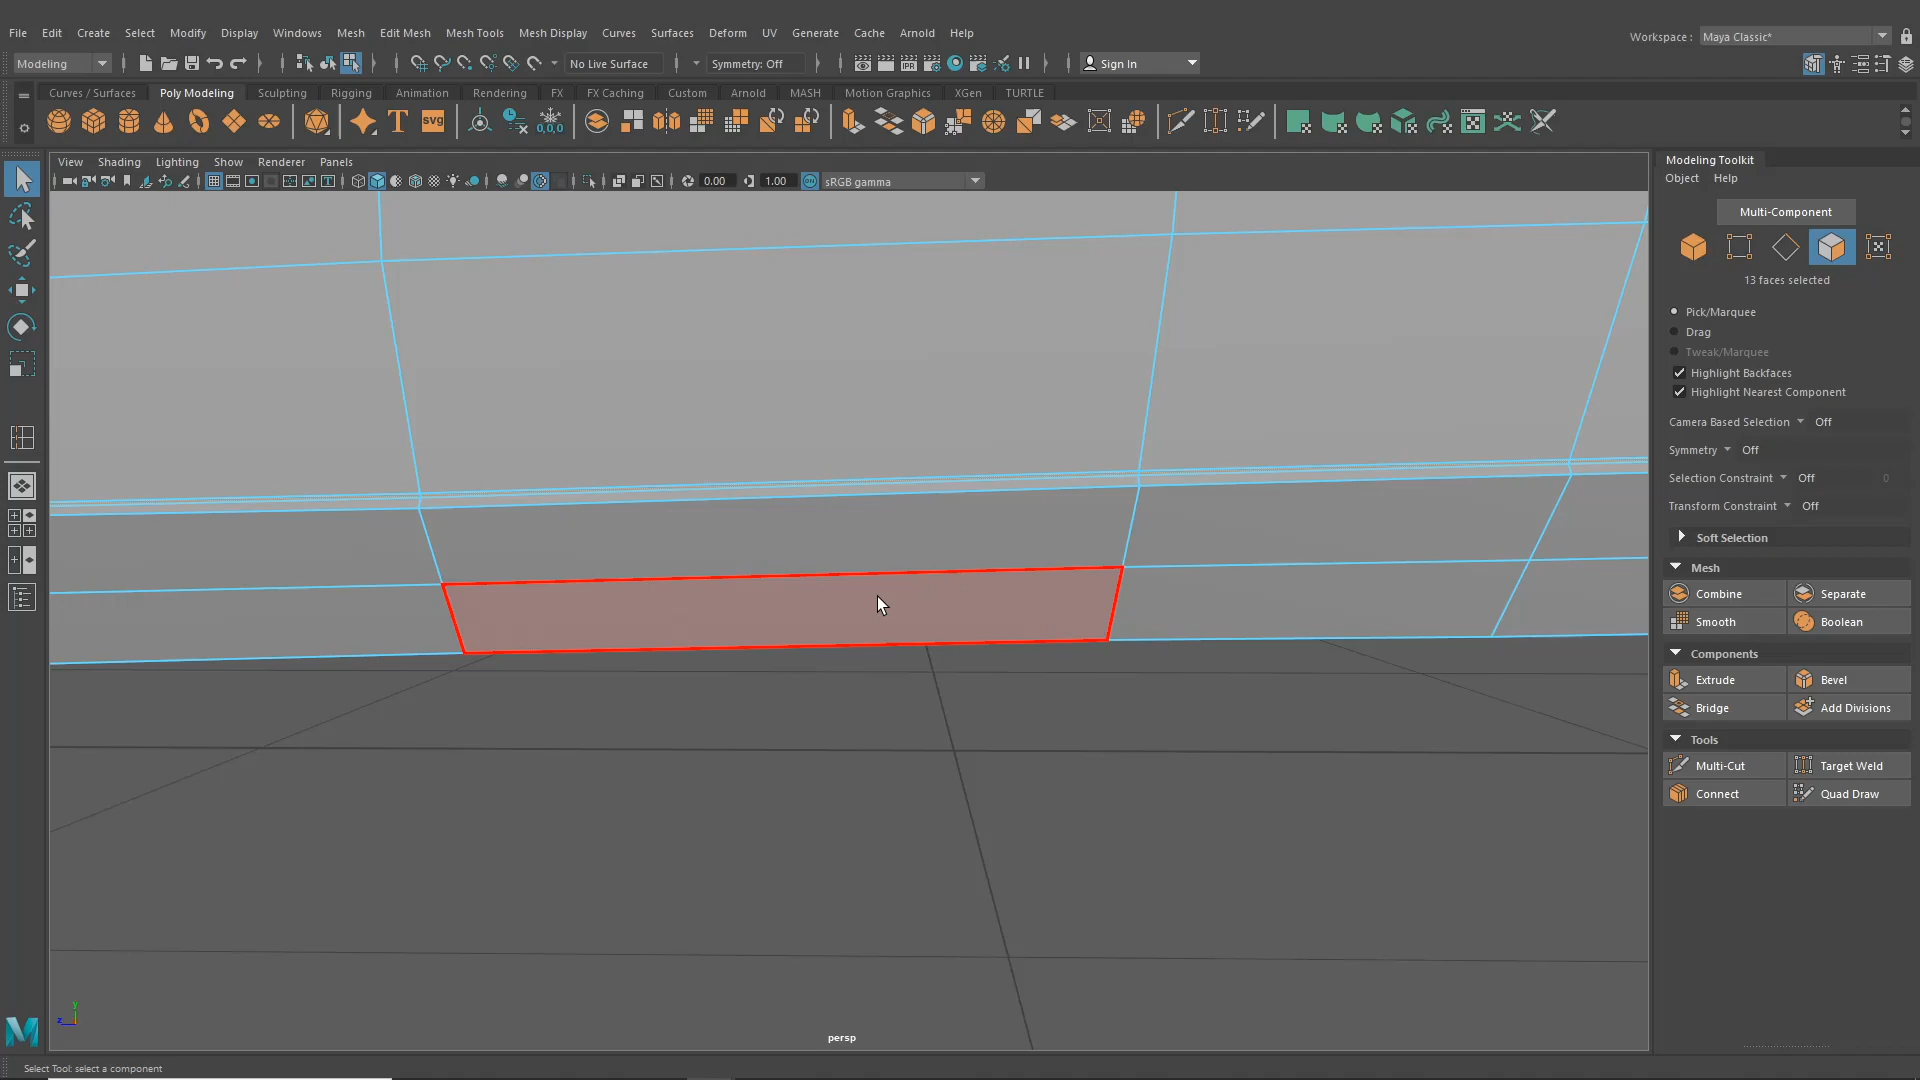 File Edit Create Select Modify Display Windows Mesh Edit Mesh Mesh Tools Mesh Display Curves Surfaces Deform UV Generate Cache Arnold Help
Workspace : Maya Classic*
Modeling No Live Surface Symmetry: Off Sign In
Curves / Surfaces Poly Modeling Sculpting Rigging Animation Rendering FX FX Caching Custom Arnold MASH Motion Graphics XGen TURTLE
T svg 0,0,0
View Shading Lighting Show Renderer Panels
0.00 1.00 sRGB gamma
Modeling Toolkit
Object Help
Multi-Component
13 faces selected
Pick/Marquee
Drag
Tweak/Marquee
Highlight Backfaces
Highlight Nearest Component
Camera Based Selection Off
Symmetry Off
Selection Constraint Off 0
Transform Constraint Off
Soft Selection
Mesh
Combine Separate
Smooth Boolean
Components
Extrude Bevel
Bridge Add Divisions
Tools
Multi-Cut Target Weld
Connect Quad Draw
y
z
persp
M
Select Tool: select a component